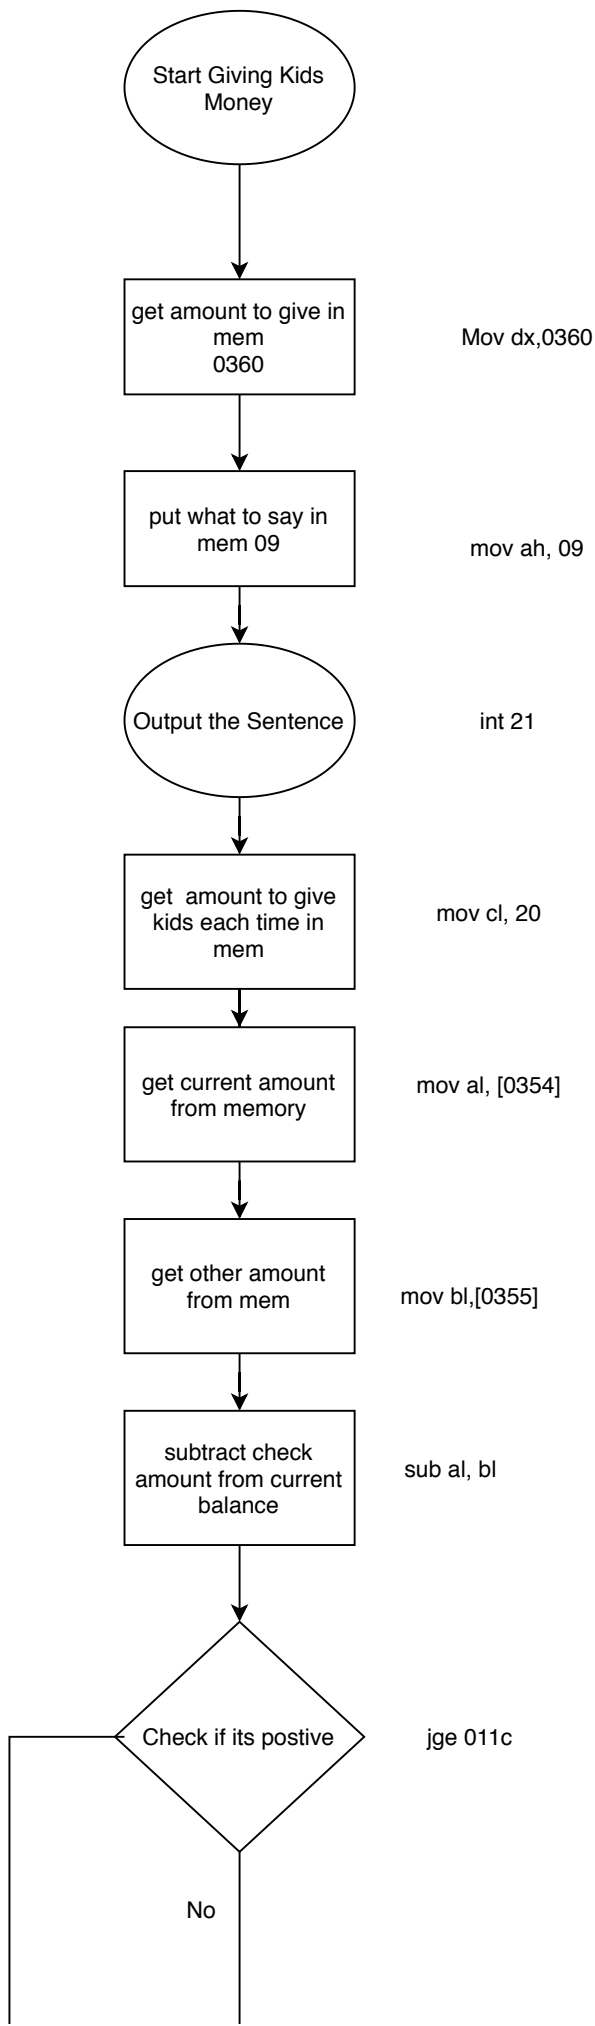 Start Giving Kids
Money
get amount to give in
mem
0360
Mov dx,0360
put what to say in
mem 09
mov ah, 09
Output the Sentence
int 21
get  amount to give
kids each time in
mem
mov cl, 20
get current amount
from memory
mov al, [0354]
get other amount
from mem
mov bl,[0355]
subtract check
amount from current
balance
sub al, bl
Check if its postive
jge 011c
No